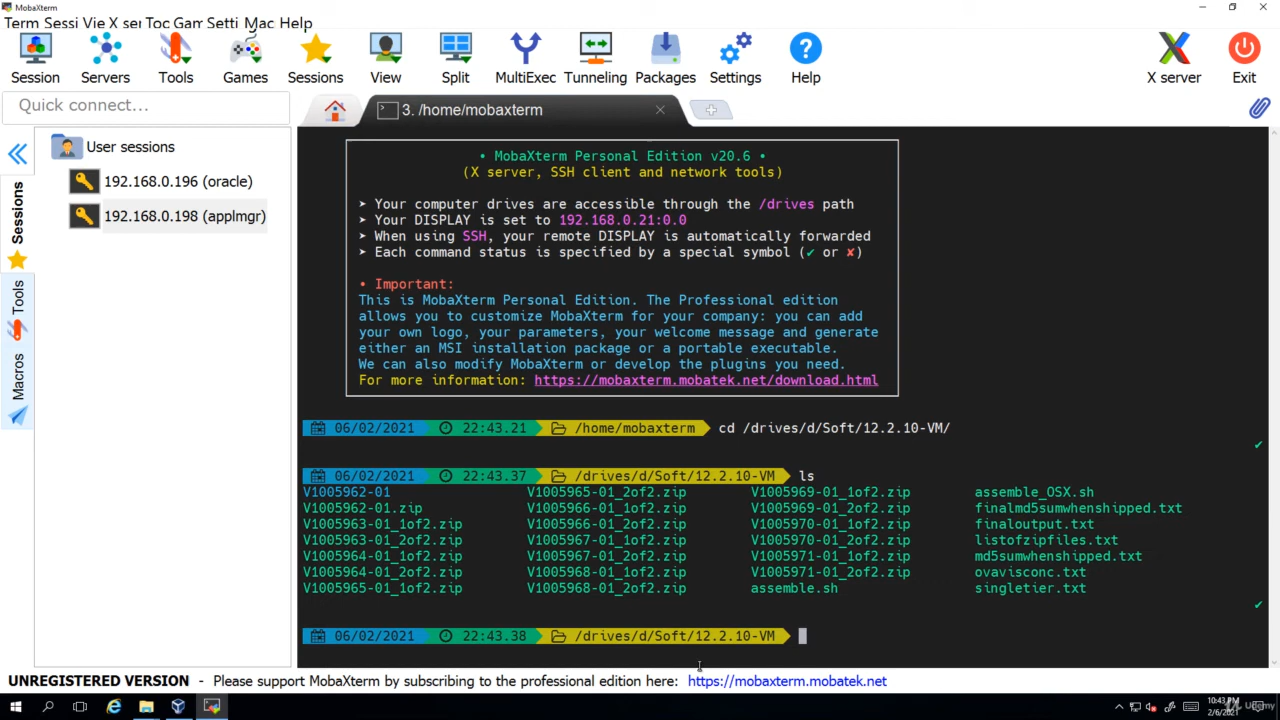 MobaXterm
Term Sessi Vie X ser Toc Gam Setti Mac Help
Session Servers Tools Games Sessions View Split MultiExec Tunneling Packages Settings Help X server Exit
Quick connect...
3. /home/mobaxterm
User sessions
192.168.0.196 (oracle)
192.168.0.198 (applmgr)
Sessions
Tools
Macros
• MobaXterm Personal Edition v20.6 •
(X server, SSH client and network tools)
➤ Your computer drives are accessible through the /drives path
➤ Your DISPLAY is set to 192.168.0.21:0.0
➤ When using SSH, your remote DISPLAY is automatically forwarded
➤ Each command status is specified by a special symbol (✔ or ✘)
• Important:
This is MobaXterm Personal Edition. The Professional edition
allows you to customize MobaXterm for your company: you can add
your own logo, your parameters, your welcome message and generate
either an MSI installation package or a portable executable.
We can also modify MobaXterm or develop the plugins you need.
For more information: https://mobaxterm.mobatek.net/download.html
06/02/2021 22:43.21 /home/mobaxterm cd /drives/d/Soft/12.2.10-VM/
✔
06/02/2021 22:43.37 /drives/d/Soft/12.2.10-VM ls
V1005962-01 V1005965-01_2of2.zip V1005969-01_1of2.zip assemble_OSX.sh
V1005962-01.zip V1005966-01_1of2.zip V1005969-01_2of2.zip finalmd5sumwhenshipped.txt
V1005963-01_1of2.zip V1005966-01_2of2.zip V1005970-01_1of2.zip finaloutput.txt
V1005963-01_2of2.zip V1005967-01_1of2.zip V1005970-01_2of2.zip listofzipfiles.txt
V1005964-01_1of2.zip V1005967-01_2of2.zip V1005971-01_1of2.zip md5sumwhenshipped.txt
V1005964-01_2of2.zip V1005968-01_1of2.zip V1005971-01_2of2.zip ovavisconc.txt
V1005965-01_1of2.zip V1005968-01_2of2.zip assemble.sh singletier.txt
✔
06/02/2021 22:43.38 /drives/d/Soft/12.2.10-VM
UNREGISTERED VERSION - Please support MobaXterm by subscribing to the professional edition here: https://mobaxterm.mobatek.net
10:43 PM
2/6/2021
Udemy